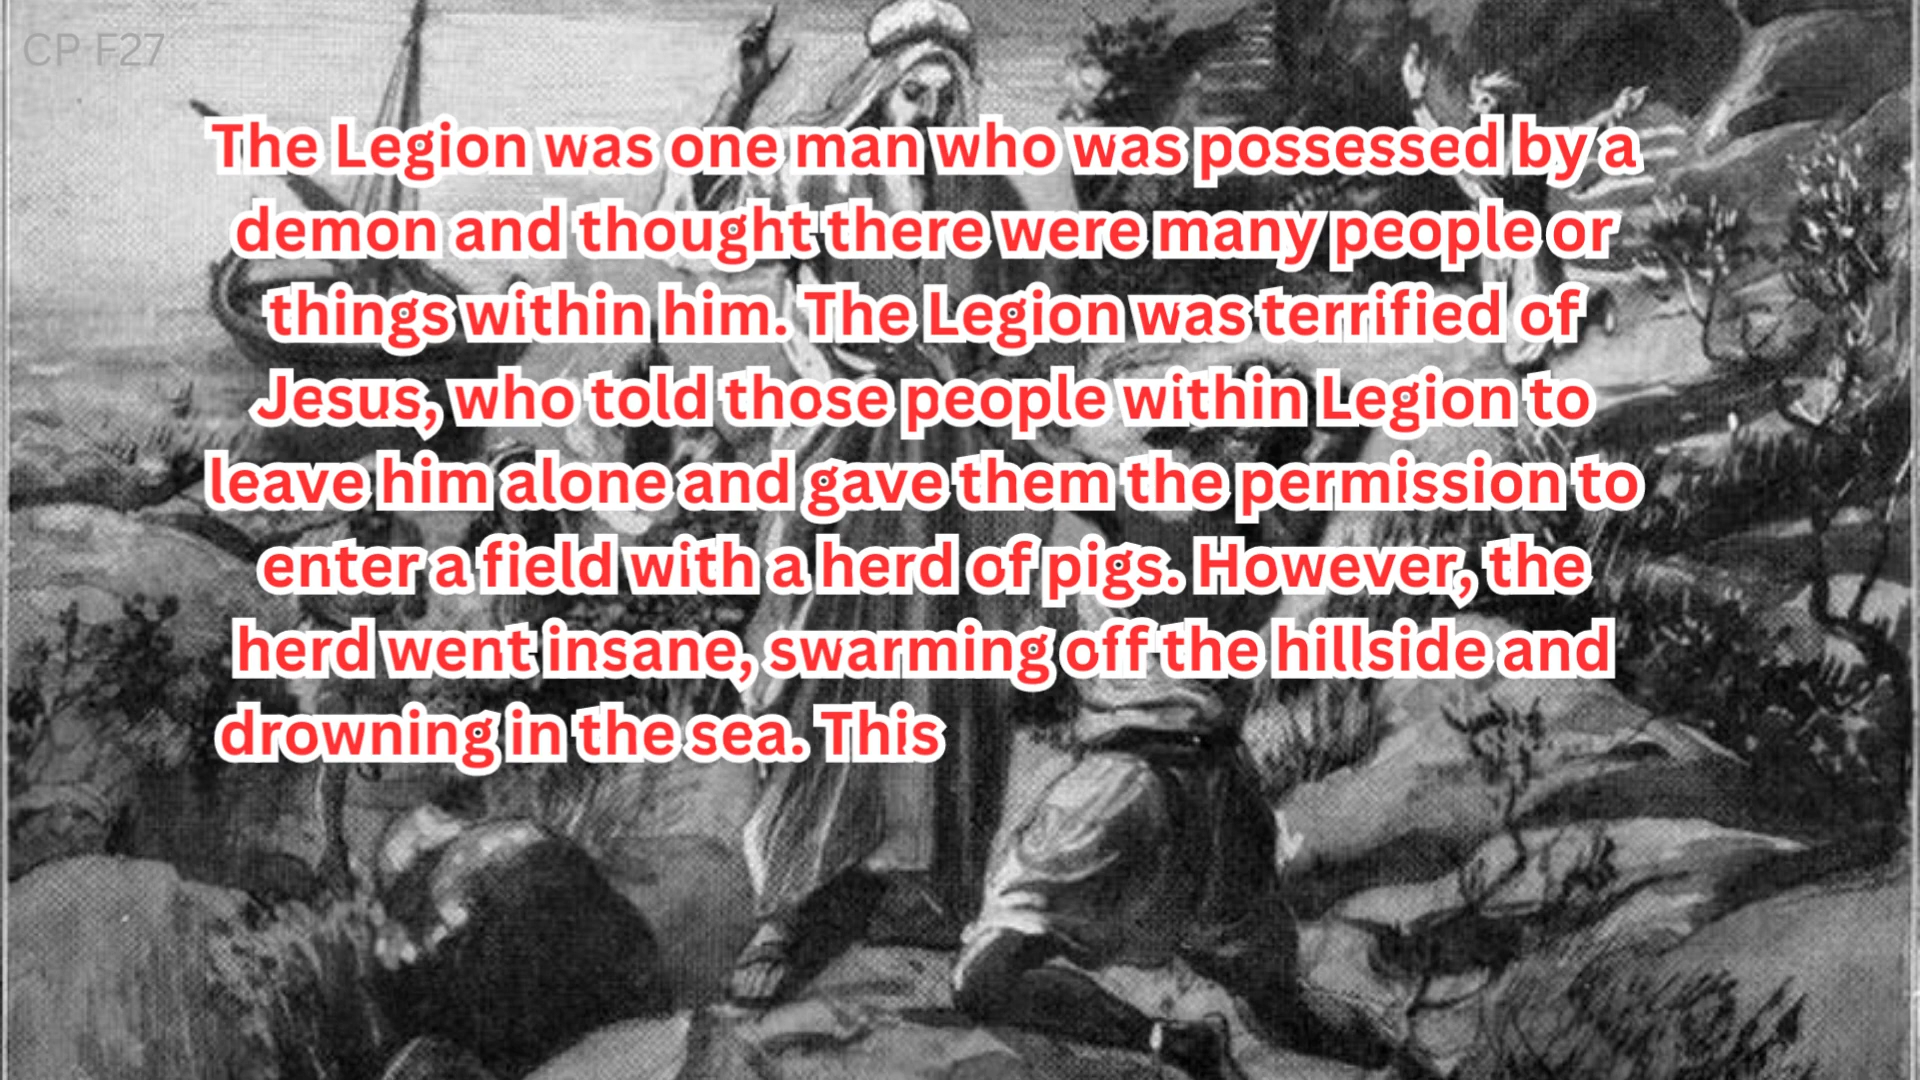 CP F27
The Legion was one man who was possessed by a
demon and thought there were many people or
things within him. The Legion was terrified of
Jesus, who told those people within Legion to
leave him alone and gave them the permission to
enter a field with a herd of pigs. However, the
herd went insane, swarming off the hillside and
drowning in the sea. This